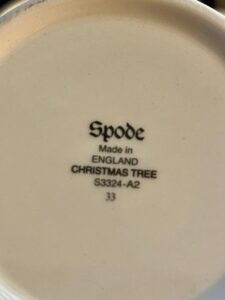 Spode
Made in
ENGLAND
CHRISTMAS TREE
S3324-A2
33